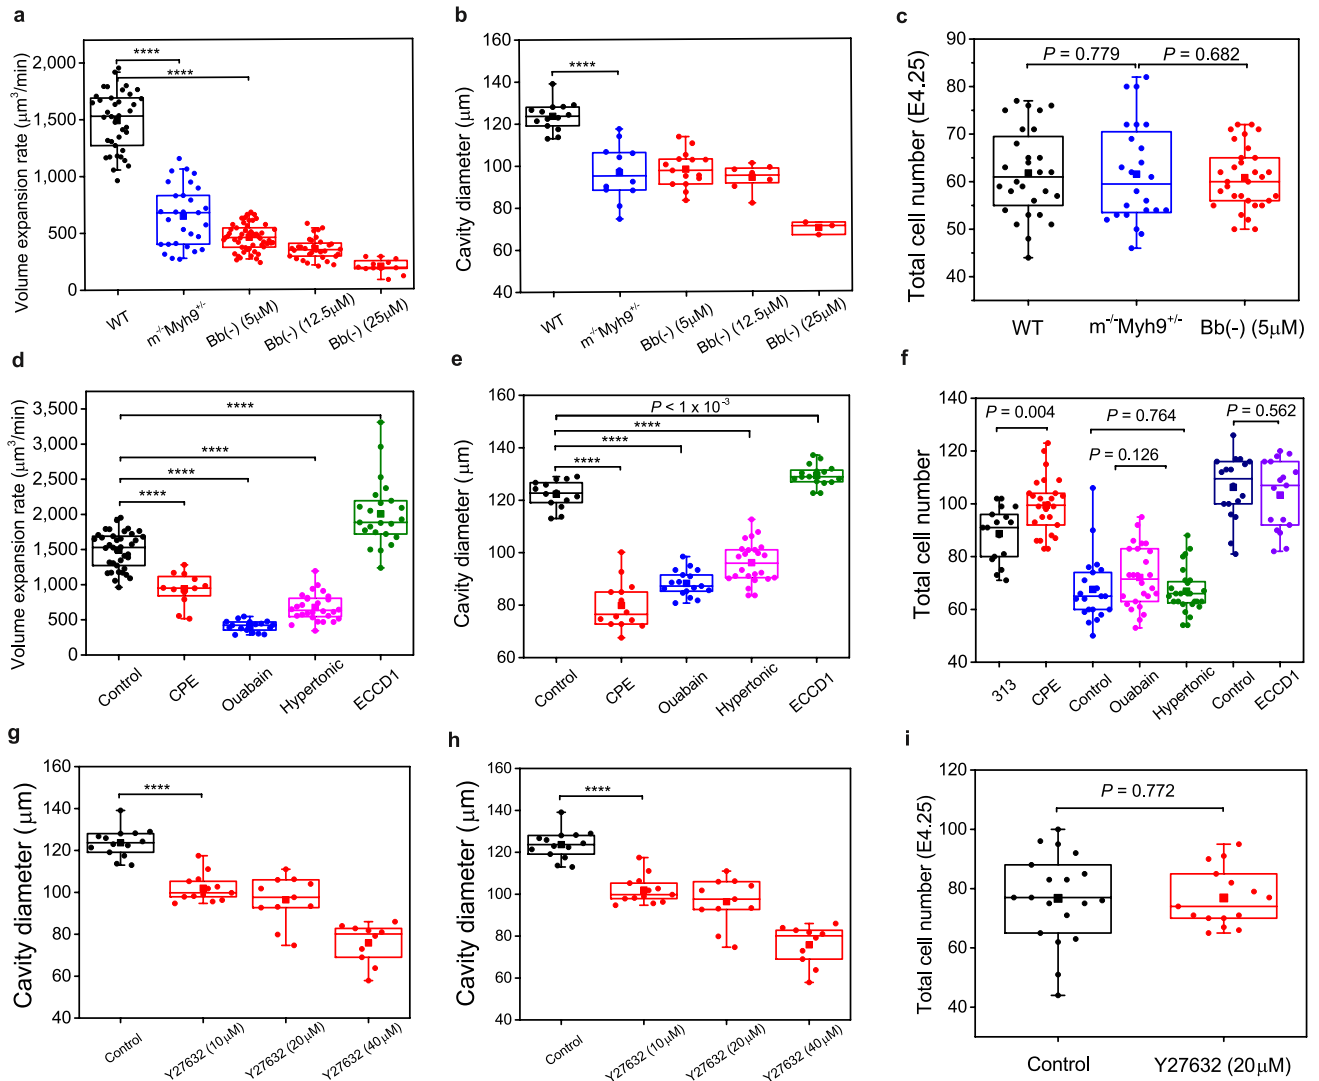 a
Volume expansion rate (μm³/min)
2,000
1,500
1,000
500
0
****
****
WT
m⁻/⁻Myh9⁺/⁻
Bb(-) (5μM)
Bb(-) (12.5μM)
Bb(-) (25μM)
b
Cavity diameter (μm)
160
140
120
100
80
60
40
****
WT
m⁻/⁻Myh9⁺/⁻
Bb(-) (5μM)
Bb(-) (12.5μM)
Bb(-) (25μM)
c
Total cell number (E4.25)
90
80
70
60
50
40
P = 0.779
P = 0.682
WT
m⁻/⁻Myh9⁺/⁻
Bb(-) (5μM)
d
Volume expansion rate (μm³/min)
3,500
3,000
2,500
2,000
1,500
1,000
500
0
****
****
****
****
Control
CPE
Ouabain
Hypertonic
ECCD1
e
Cavity diameter (μm)
160
140
120
100
80
60
P < 1 x 10⁻³
****
****
****
Control
CPE
Ouabain
Hypertonic
ECCD1
f
Total cell number
140
120
100
80
60
40
P = 0.004
P = 0.764
P = 0.562
P = 0.126
313
CPE
Control
Ouabain
Hypertonic
Control
ECCD1
g
Cavity diameter (μm)
160
140
120
100
80
60
40
****
Control
Y27632 (10μM)
Y27632 (20μM)
Y27632 (40μM)
h
Cavity diameter (μm)
160
140
120
100
80
60
40
****
Control
Y27632 (10μM)
Y27632 (20μM)
Y27632 (40μM)
i
Total cell number (E4.25)
120
100
80
60
40
P = 0.772
Control
Y27632 (20μM)